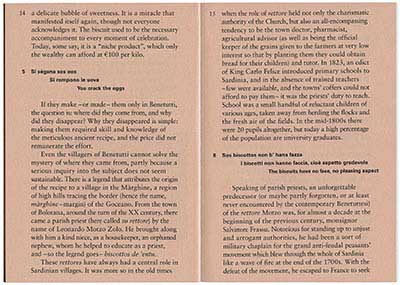 14
a delicate bubble of sweetness. It is a miracle that
manifested itself again, though not everyone
acknowledges it. The biscuit used to be the necessary
accompaniment to every moment of celebration.
Today, some say, it is a “niche product”, which only
the wealthy can afford at €100 per kilo.
5 Si segana sos oos
Si rompono le uova
You crack the eggs
If they make –or made– them only in Benetutti,
the question is: where did they come from, and why
did they disappear? Why they disappeared is simple:
making them required skill and knowledge of
the meticulous ancient recipe, and the price did not
remunerate the effort.
Even the villagers of Benetutti cannot solve the
mystery of where they came from, partly because a
serious inquiry into the subject does not seem
sustainable. There is a legend that attributes the origin
of the recipe to a village in the Màrghine, a region
of high hills tracing the border (hence the name,
màrghine –margin) of the Goceano. From the town
of Bolotana, around the turn of the XX century, there
came a parish priest (here called su rettore) by the
name of Leonardo Motzo Zolo. He brought along
with him a kind niece, as a housekeeper, an orphaned
nephew, whom he helped to educate as a priest,
and –so the legend goes– biscottos de 'entu.
These rettores have always had a central role in
Sardinian villages. It was more so in the old times
15
when the role of rettore held not only the charismatic
authority of the Church, but also an all-encompassing
tendency to be the town doctor, pharmacist,
agricultural advisor (as well as being the official
keeper of the grains given to the farmers at very low
interest so that by planting them they could obtain
bread for their children) and tutor. In 1823, an edict
of King Carlo Felice introduced primary schools to
Sardinia, and in the absence of trained teachers
–few were available, and the towns' coffers could not
afford to pay them– it was the priests' duty to teach.
School was a small handful of reluctant children of
various ages, taken away from herding the flocks and
the fresh air of the fields. In the mid-1800s there
were 20 pupils altogether, but today a high percentage
of the population are university graduates.
6 Sos biscottos non b' hana fazza
I biscotti non hanno faccia, cioè aspetto gradevole
The biscuits have no face, no pleasing aspect
Speaking of parish priests, an unforgettable
predecessor (or maybe partly forgotten, or at least
never encountered by the contemporary Benetutesi)
of the rettore Motzo was, for almost a decade at the
beginning of the previous century, monsignor
Salvatore Frassu. Notorious for standing up to unjust
and arrogant authorities, he had been a sort of
military chaplain for the grand anti-feudal peasants'
movement which blew through the whole of Sardinia
like a wave of fire at the end of the 1700s. With the
defeat of the movement, he escaped to France to seek